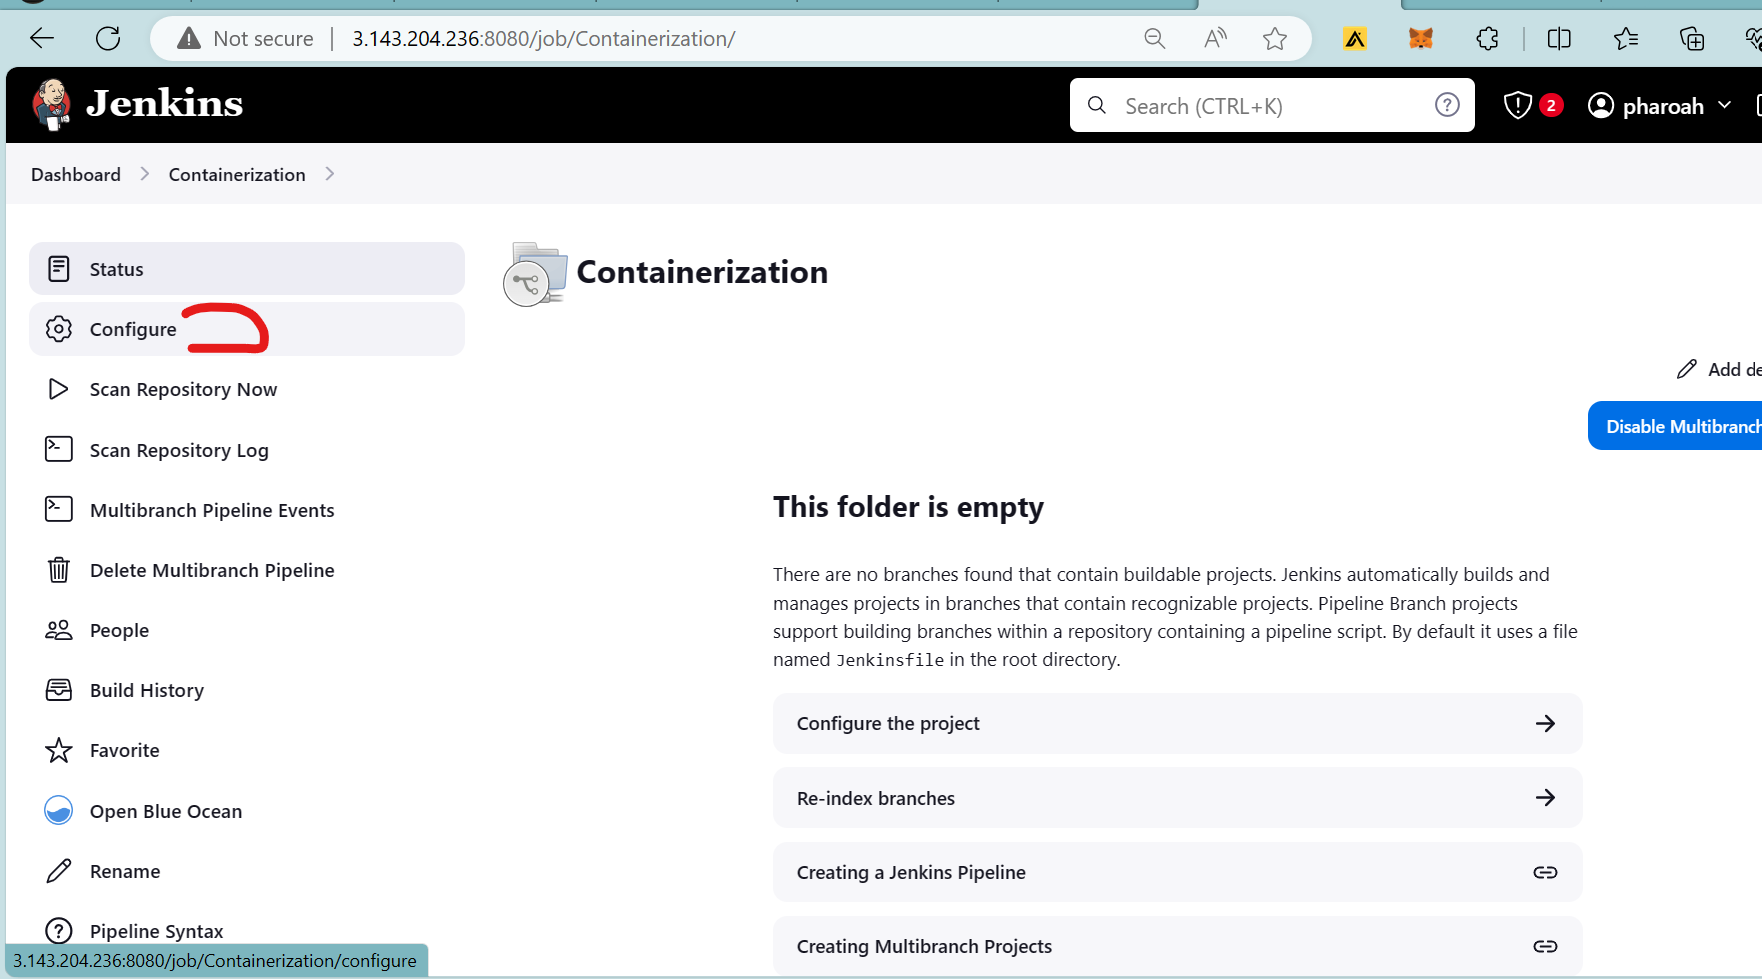 Not secure
3.143.204.236:8080/job/Containerization/
Jenkins
Search (CTRL+K)
2
pharoah
Dashboard
Containerization
Status
Configure
Scan Repository Now
Scan Repository Log
Multibranch Pipeline Events
Delete Multibranch Pipeline
People
Build History
Favorite
Open Blue Ocean
Rename
Pipeline Syntax
3.143.204.236:8080/job/Containerization/configure
Containerization
Add de
Disable Multibranch
This folder is empty
There are no branches found that contain buildable projects. Jenkins automatically builds and
manages projects in branches that contain recognizable projects. Pipeline Branch projects
support building branches within a repository containing a pipeline script. By default it uses a file
named Jenkinsfile in the root directory.
Configure the project
Re-index branches
Creating a Jenkins Pipeline
Creating Multibranch Projects